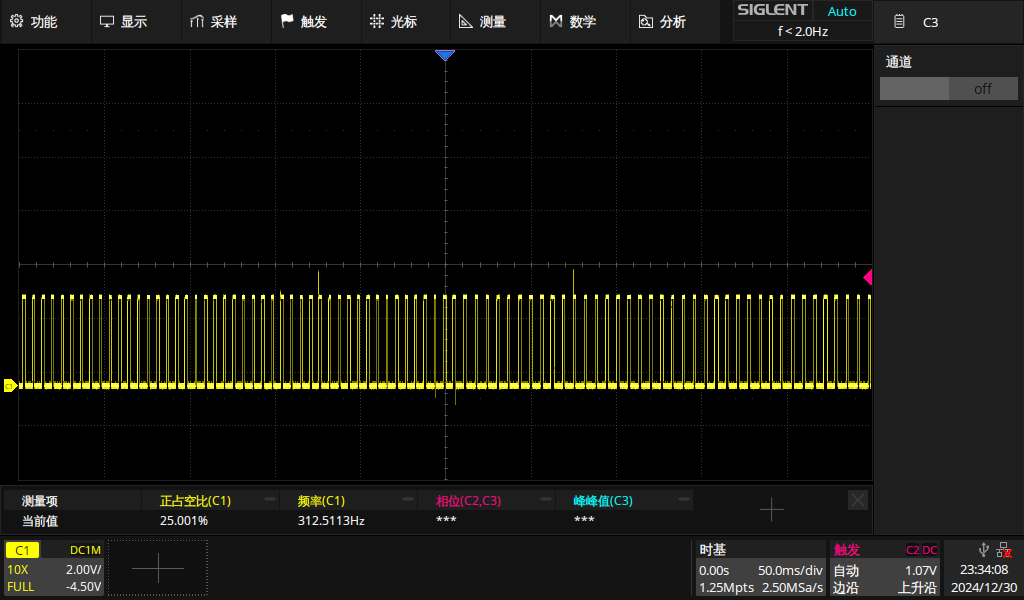 功能 显示 采样 触发 光标 测量 数学 分析 SIGLENT Auto C3
f < 2.0Hz
通道
off
C1
测量项 正占空比(C1) 频率(C1) 相位(C2,C3) 峰峰值(C3)
当前值 25.001% 312.5113Hz *** ***
C1 DC1M 时基 触发 C2 DC
10X 2.00V/ 0.00s 50.0ms/div 自动 1.07V 23:34:08
FULL -4.50V 1.25Mpts 2.50MSa/s 边沿 上升沿 2024/12/30